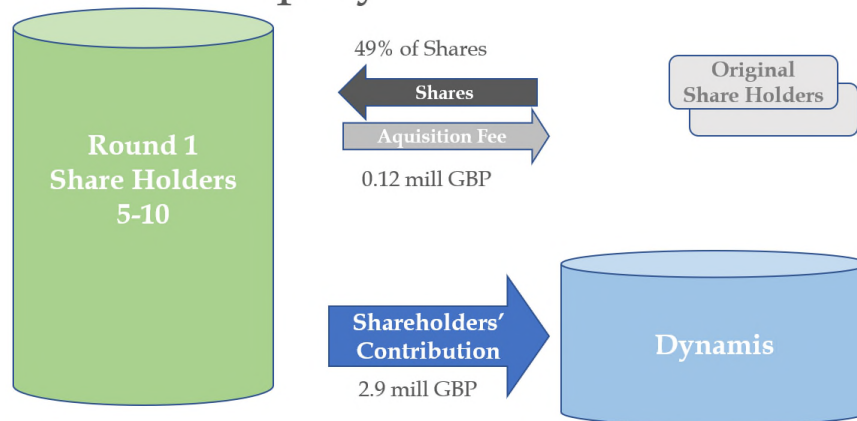 49% of Shares
Shares
Aquisition Fee
0.12 mill GBP
Original
Share Holders
Round 1
Share Holders
5-10
Shareholders’
Contribution
2.9 mill GBP
Dynamis